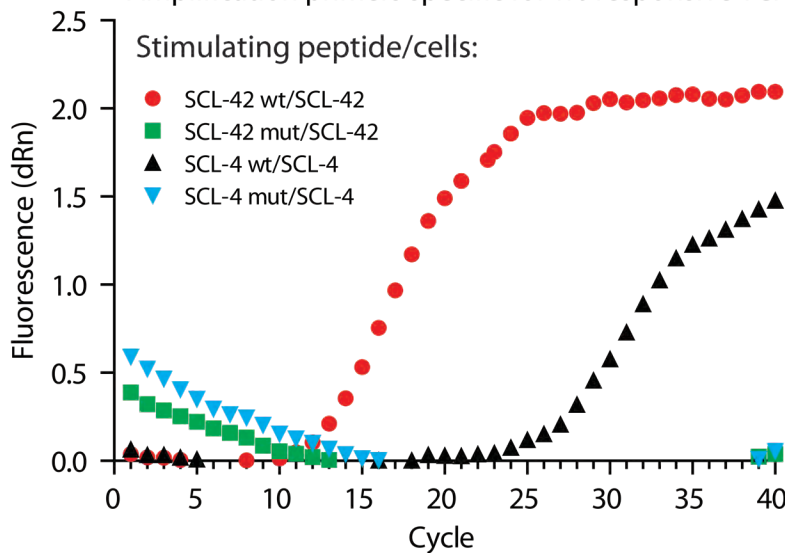 2.5
Stimulating peptide/cells:
SCL-42 wt/SCL-42
SCL-42 mut/SCL-42
SCL-4 wt/SCL-4
SCL-4 mut/SCL-4
2.0
1.5
1.0
0.5
0.0
Fluorescence (dRn)
0 5 10 15 20 25 30 35 40
Cycle